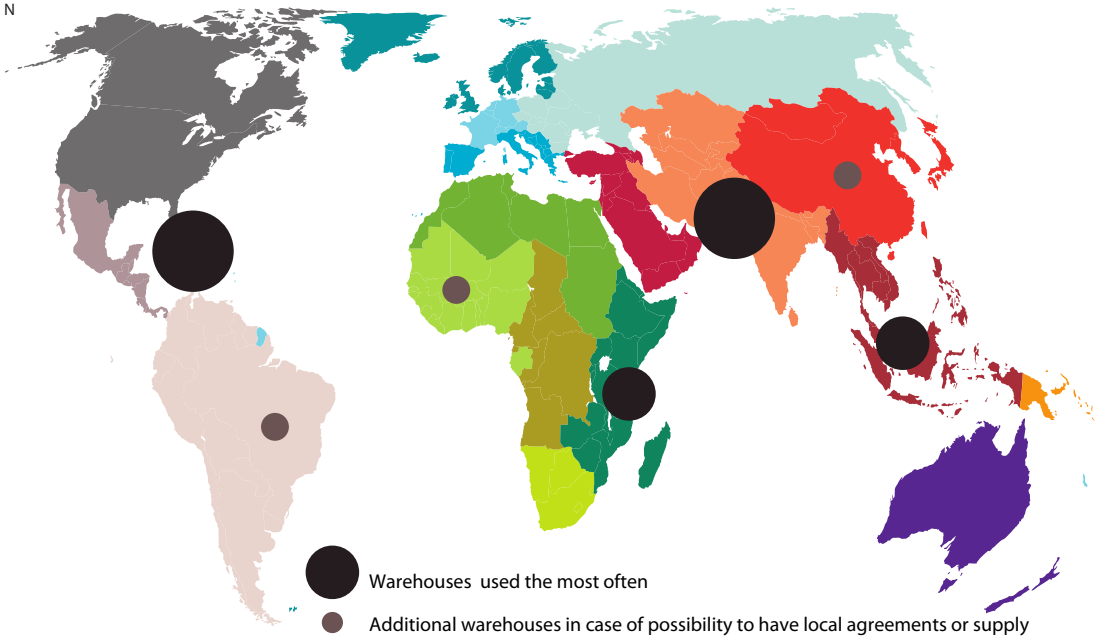 N
Warehouses used the most often
Additional warehouses in case of possibility to have local agreements or supply